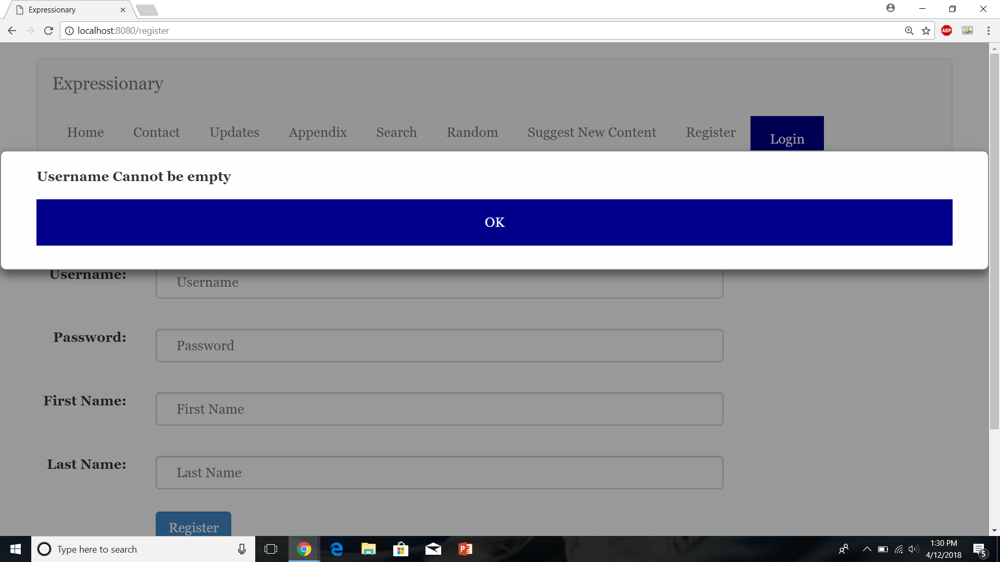 Expressionary
localhost:8080/register
ABP
Expressionary
Home Contact Updates Appendix Search Random Suggest New Content Register Login
Username Cannot be empty
OK
Username:
Username
Password:
Password
First Name:
First Name
Last Name:
Last Name
Register
Type here to search
1:30 PM
4/12/2018
5